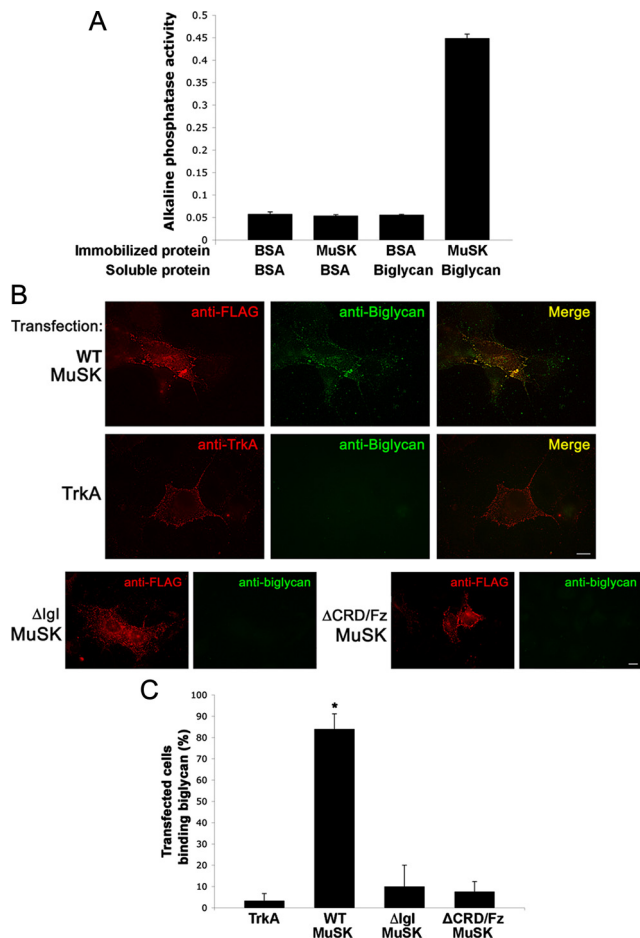 A
Alkaline phosphatase activity
0.5
0.45
0.4
0.35
0.3
0.25
0.2
0.15
0.1
0.05
0
Immobilized protein BSA MuSK BSA MuSK
Soluble protein BSA BSA Biglycan Biglycan
B
Transfection:
WT
MuSK
anti-FLAG anti-Biglycan Merge
TrkA
anti-TrkA anti-Biglycan Merge
ΔIgI
MuSK
anti-FLAG anti-biglycan
ΔCRD/Fz
MuSK
anti-FLAG anti-biglycan
C
Transfected cells
binding biglycan (%)
100
90
80
70
60
50
40
30
20
10
0
*
TrkA WT ΔIgI ΔCRD/Fz
MuSK MuSK MuSK